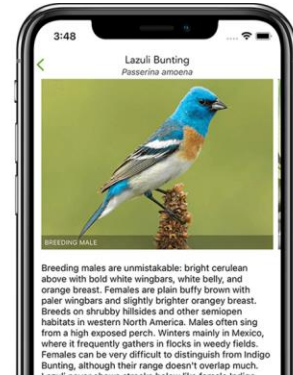 3:48
Lazuli Bunting
Passerina amoena
BREEDING MALE
Breeding males are unmistakable: bright cerulean
above with bold white wingbars, white belly, and
orange breast. Females are plain buffy brown with
paler wingbars and slightly brighter orangey breast.
Breeds on shrubby hillsides and other semiopen
habitats in western North America. Males often sing
from a high exposed perch. Winters mainly in Mexico,
where it frequently gathers in flocks in weedy fields.
Females can be very difficult to distinguish from Indigo
Bunting, although their range doesn't overlap much.